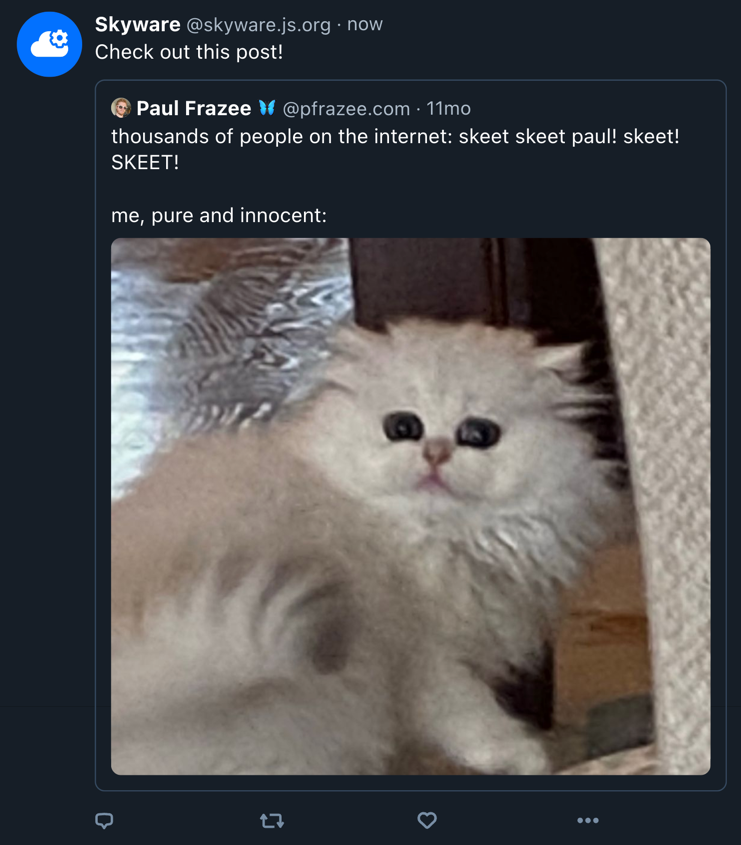 Skyware @skyware.js.org · now
Check out this post!
Paul Frazee 🦋 @pfrazee.com · 11mo
thousands of people on the internet: skeet skeet paul! skeet!
SKEET!
me, pure and innocent: